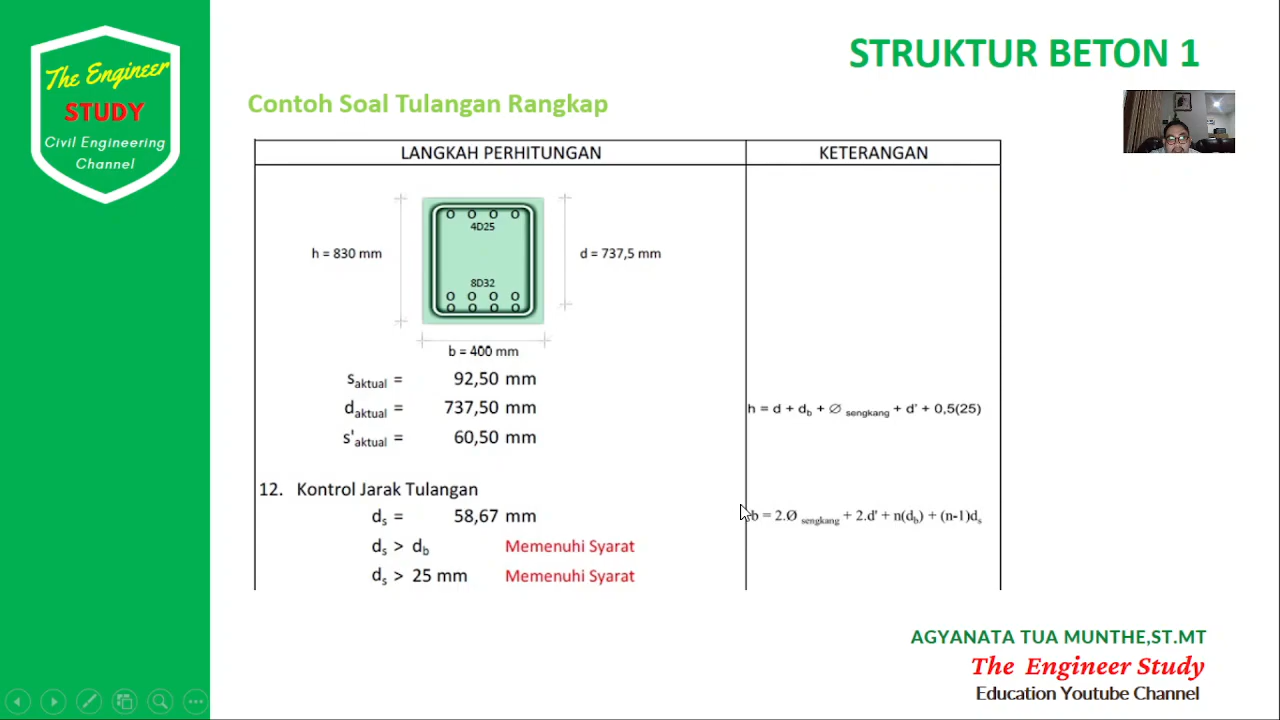 The Engineer
STUDY
Civil Engineering
Channel
STRUKTUR BETON 1
Contoh Soal Tulangan Rangkap
LANGKAH PERHITUNGAN
KETERANGAN
4D25
h = 830 mm
d = 737,5 mm
8D32
b = 400 mm
s aktual = 92,50 mm
d aktual = 737,50 mm
h = d + db + ∅ sengkang + d' + 0,5(25)
s' aktual = 60,50 mm
12. Kontrol Jarak Tulangan
ds = 58,67 mm
b = 2.Ø sengkang + 2.d' + n(db) + (n-1)ds
ds > db Memenuhi Syarat
ds > 25 mm Memenuhi Syarat
AGYANATA TUA MUNTHE,ST.MT
The Engineer Study
Education Youtube Channel